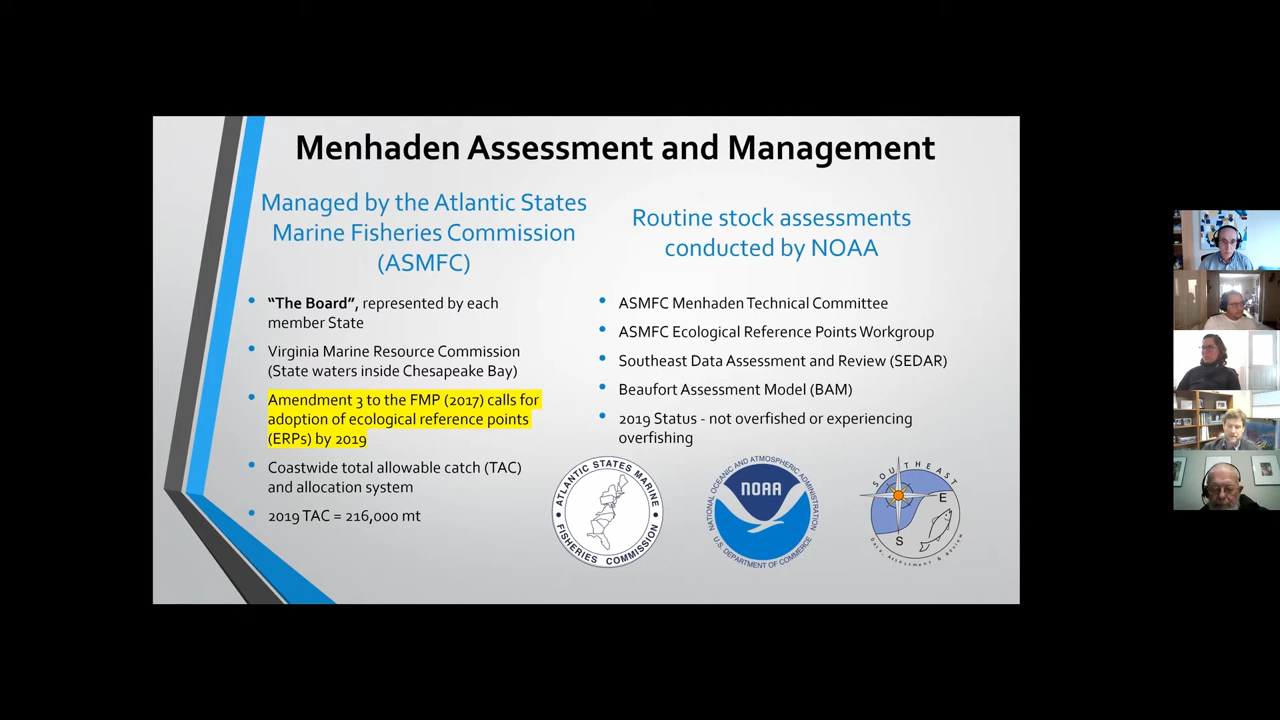 Menhaden Assessment and Management
Managed by the Atlantic States
Marine Fisheries Commission
(ASMFC)
“The Board”, represented by each
member State
Virginia Marine Resource Commission
(State waters inside Chesapeake Bay)
Amendment 3 to the FMP (2017) calls for
adoption of ecological reference points
(ERPs) by 2019
Coastwide total allowable catch (TAC)
and allocation system
2019 TAC = 216,000 mt
Routine stock assessments
conducted by NOAA
ASMFC Menhaden Technical Committee
ASMFC Ecological Reference Points Workgroup
Southeast Data Assessment and Review (SEDAR)
Beaufort Assessment Model (BAM)
2019 Status - not overfished or experiencing
overfishing
ATLANTIC STATES MARINE
FISHERIES COMMISSION
NATIONAL OCEANIC AND ATMOSPHERIC ADMINISTRATION
NOAA
U.S. DEPARTMENT OF COMMERCE
SOUTHEAST
E
S
Data, Assessment & Review